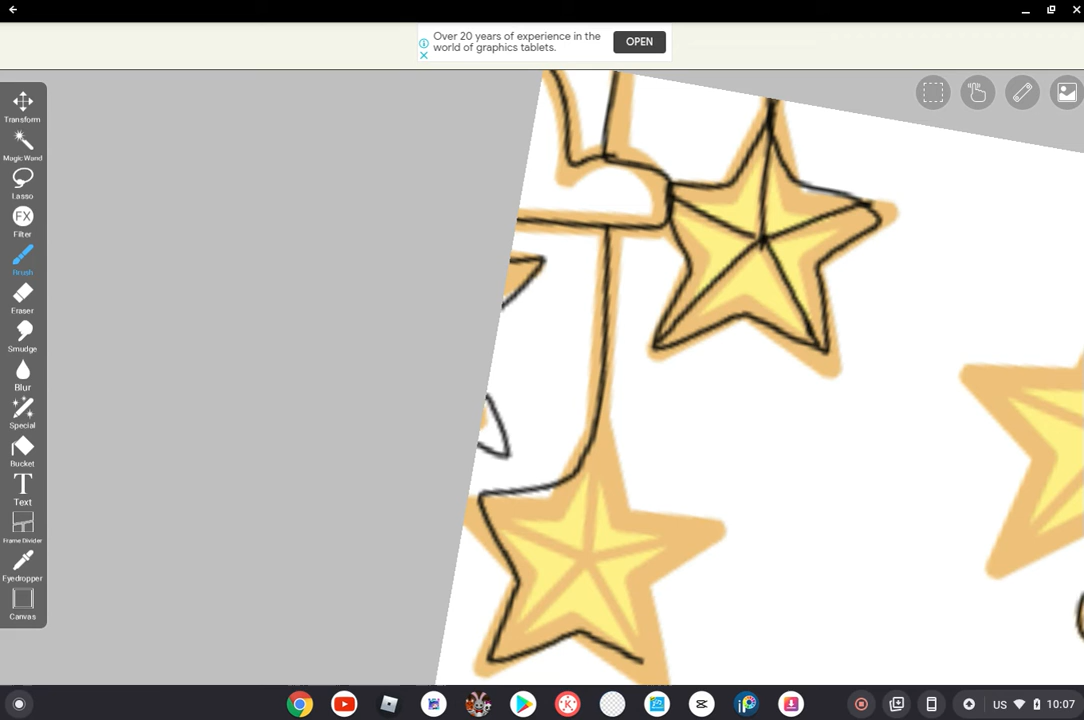 Over 20 years of experience in the
world of graphics tablets.
OPEN
Transform
Magic Wand
Lasso
FX
Filter
Brush
Eraser
Smudge
Blur
Special
Bucket
T
Text
Frame Divider
Eyedropper
Canvas
US
10:07